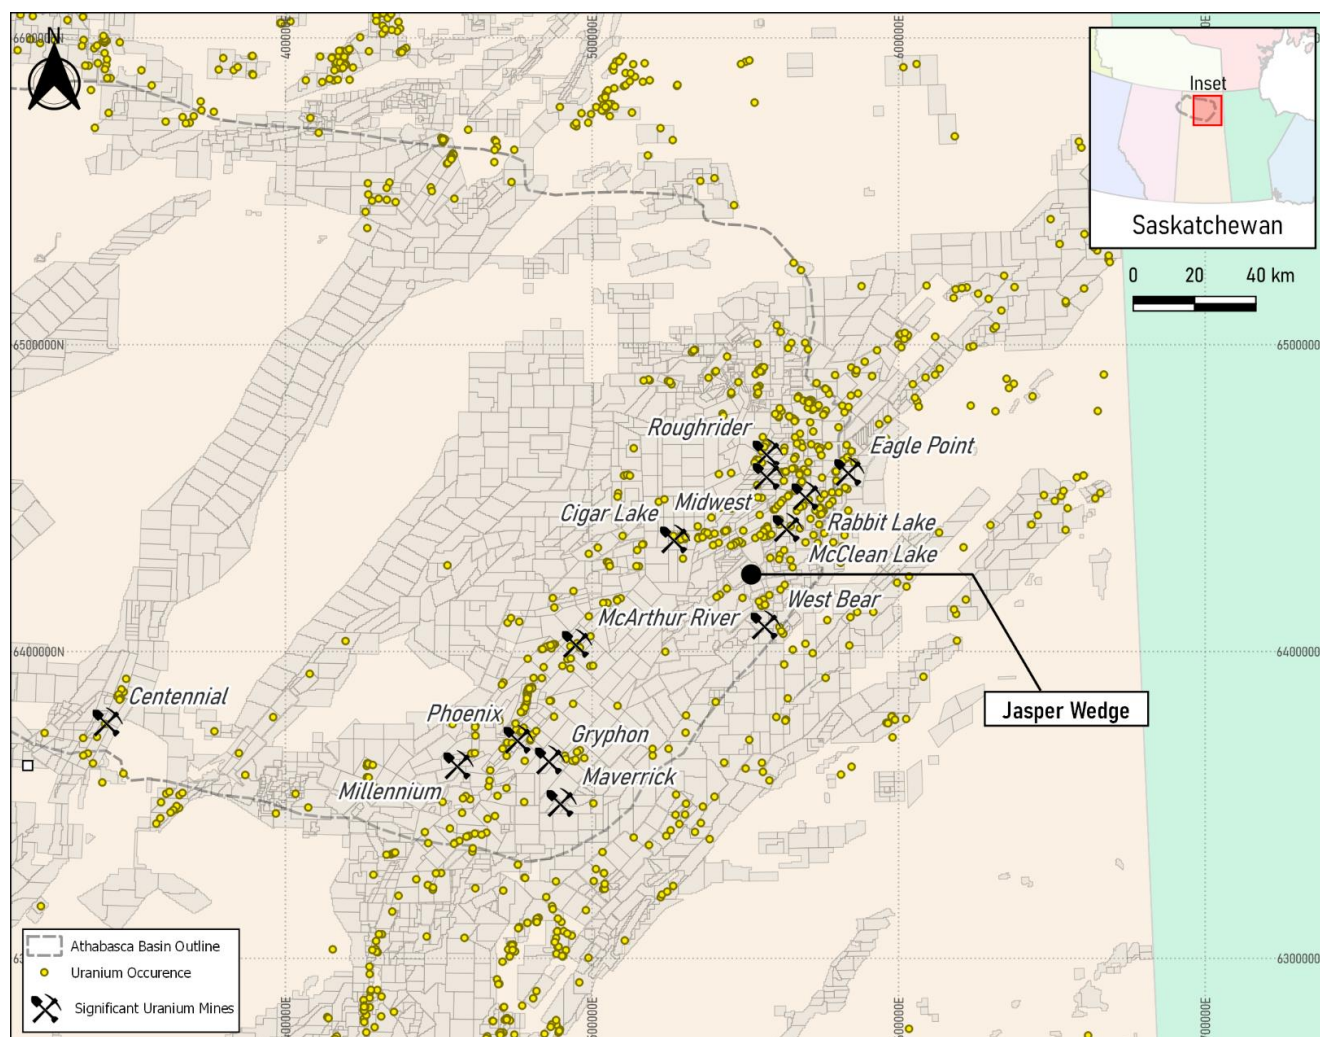 N
400000E
500000E
600000E
6600000N
Inset
Saskatchewan
0 20 40 km
6500000N
6500000
Roughrider
Eagle Point
Midwest
Cigar Lake
Rabbit Lake
McClean Lake
West Bear
McArthur River
6400000N
6400000
Jasper Wedge
Centennial
Phoenix
Gryphon
Maverrick
Millennium
Athabasca Basin Outline
Uranium Occurence
Significant Uranium Mines
6300000